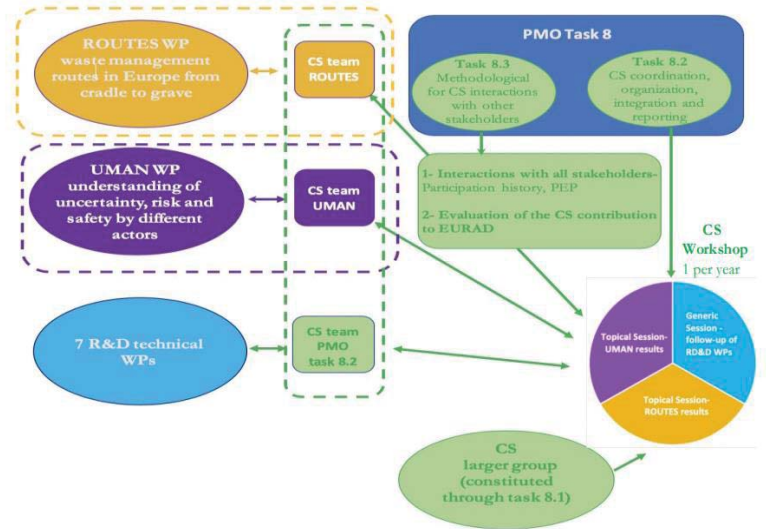 ROUTES WP
waste management
routes in Europe from
cradle to grave
CS team
ROUTES
PMO Task 8
Task 8.3
Methodological
for CS interactions
with other
stakeholders
Task 8.2
CS coordination,
organization,
integration and
reporting
UMAN WP
understanding of
uncertainty, risk and
safety by different
actors
CS team
UMAN
1- Interactions with all stakeholders-
Participation history, PEP
2- Evaluation of the CS contribution
to EURAD
CS
Workshop
1 per year
7 R&D technical
WPs
CS team
PMO
task 8.2
Topical Session-
UMAN results
Generic
Session -
follow-up of
RD&D WPs
Topical Session-
ROUTES results
CS
larger group
(constituted
through task 8.1)